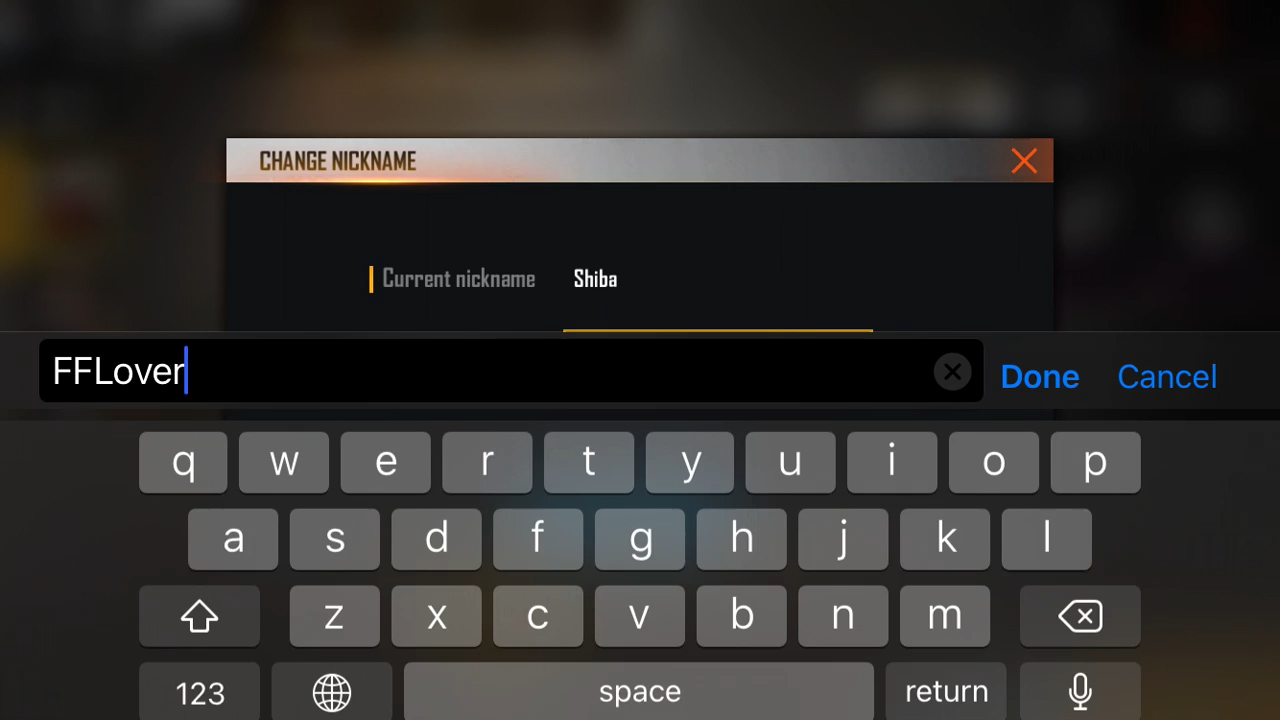 CHANGE NICKNAME
Current nickname Shiba
FFLover Done Cancel
q w e r t y u i o p
a s d f g h j k l
z x c v b n m
123 space return